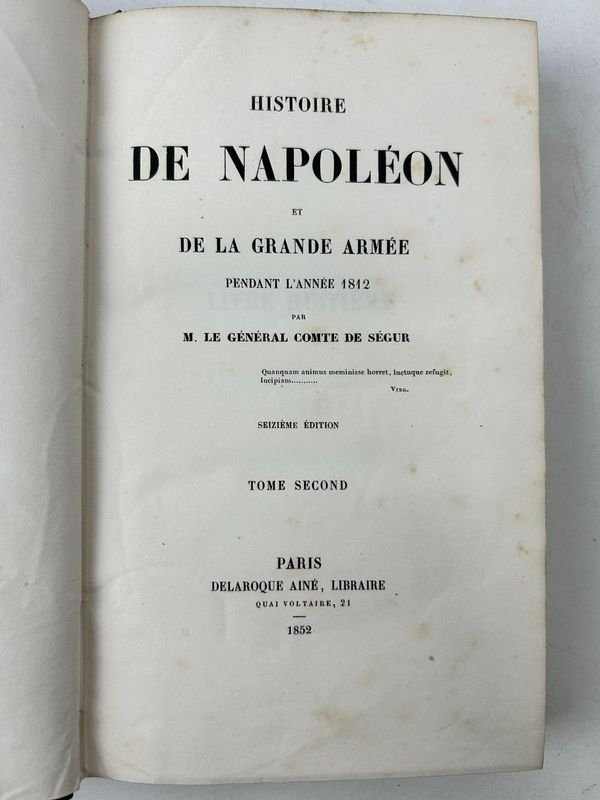 HISTOIRE
DE NAPOLÉON
ET
DE LA GRANDE ARMÉE
PENDANT L'ANNÉE 1812
PAR
M. LE GÉNÉRAL COMTE DE SÉGUR
Quanquam animus meminisse horret, luctuque refugit,
Incipiam..........
VIRG.
SEIZIÈME ÉDITION
TOME SECOND
PARIS
DELAROQUE AINÉ, LIBRAIRE
QUAI VOLTAIRE, 21
1852